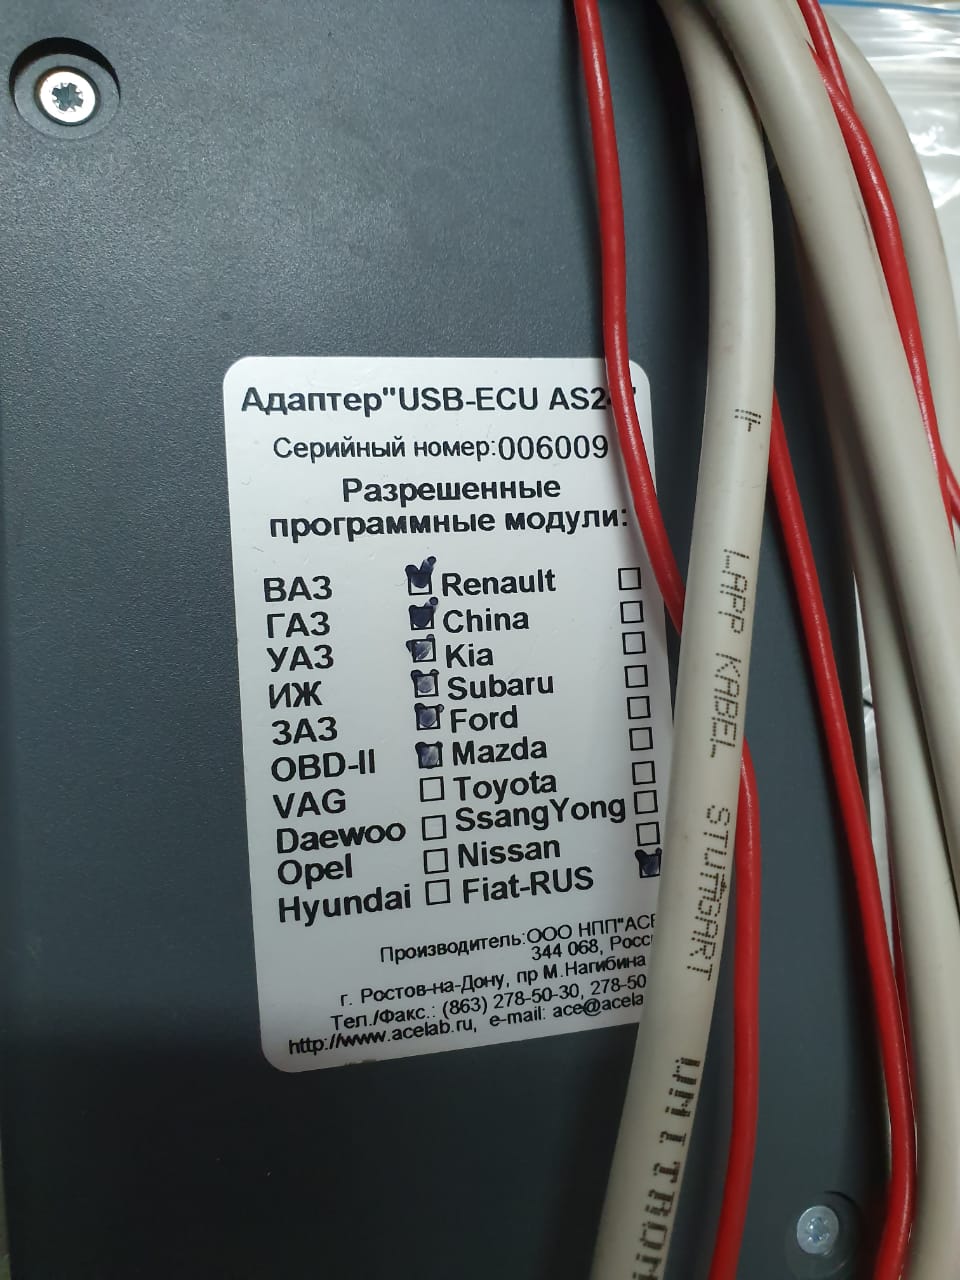 Адаптер"USB-ECU
Серийный номер:006009
Разрешенные
программные модули:
ВАЗ Renault
ГАЗ China
УАЗ Kia
ИЖ Subaru
ЗАЗ Ford
OBD-II Mazda
VAG Toyota
Daewoo SsangYong
Opel Nissan
Hyundai Fiat-RUS
Производитель:ООО НПП"АСЕ
344 068,
г. Ростов-на-Дону, пр М.Нагибина
Тел./Факс.: (863) 278-50-30, 278-50
http://www.acelab.ru, e-mail: ace@acela
LAPP KABEL STUTTGART
UNITRON